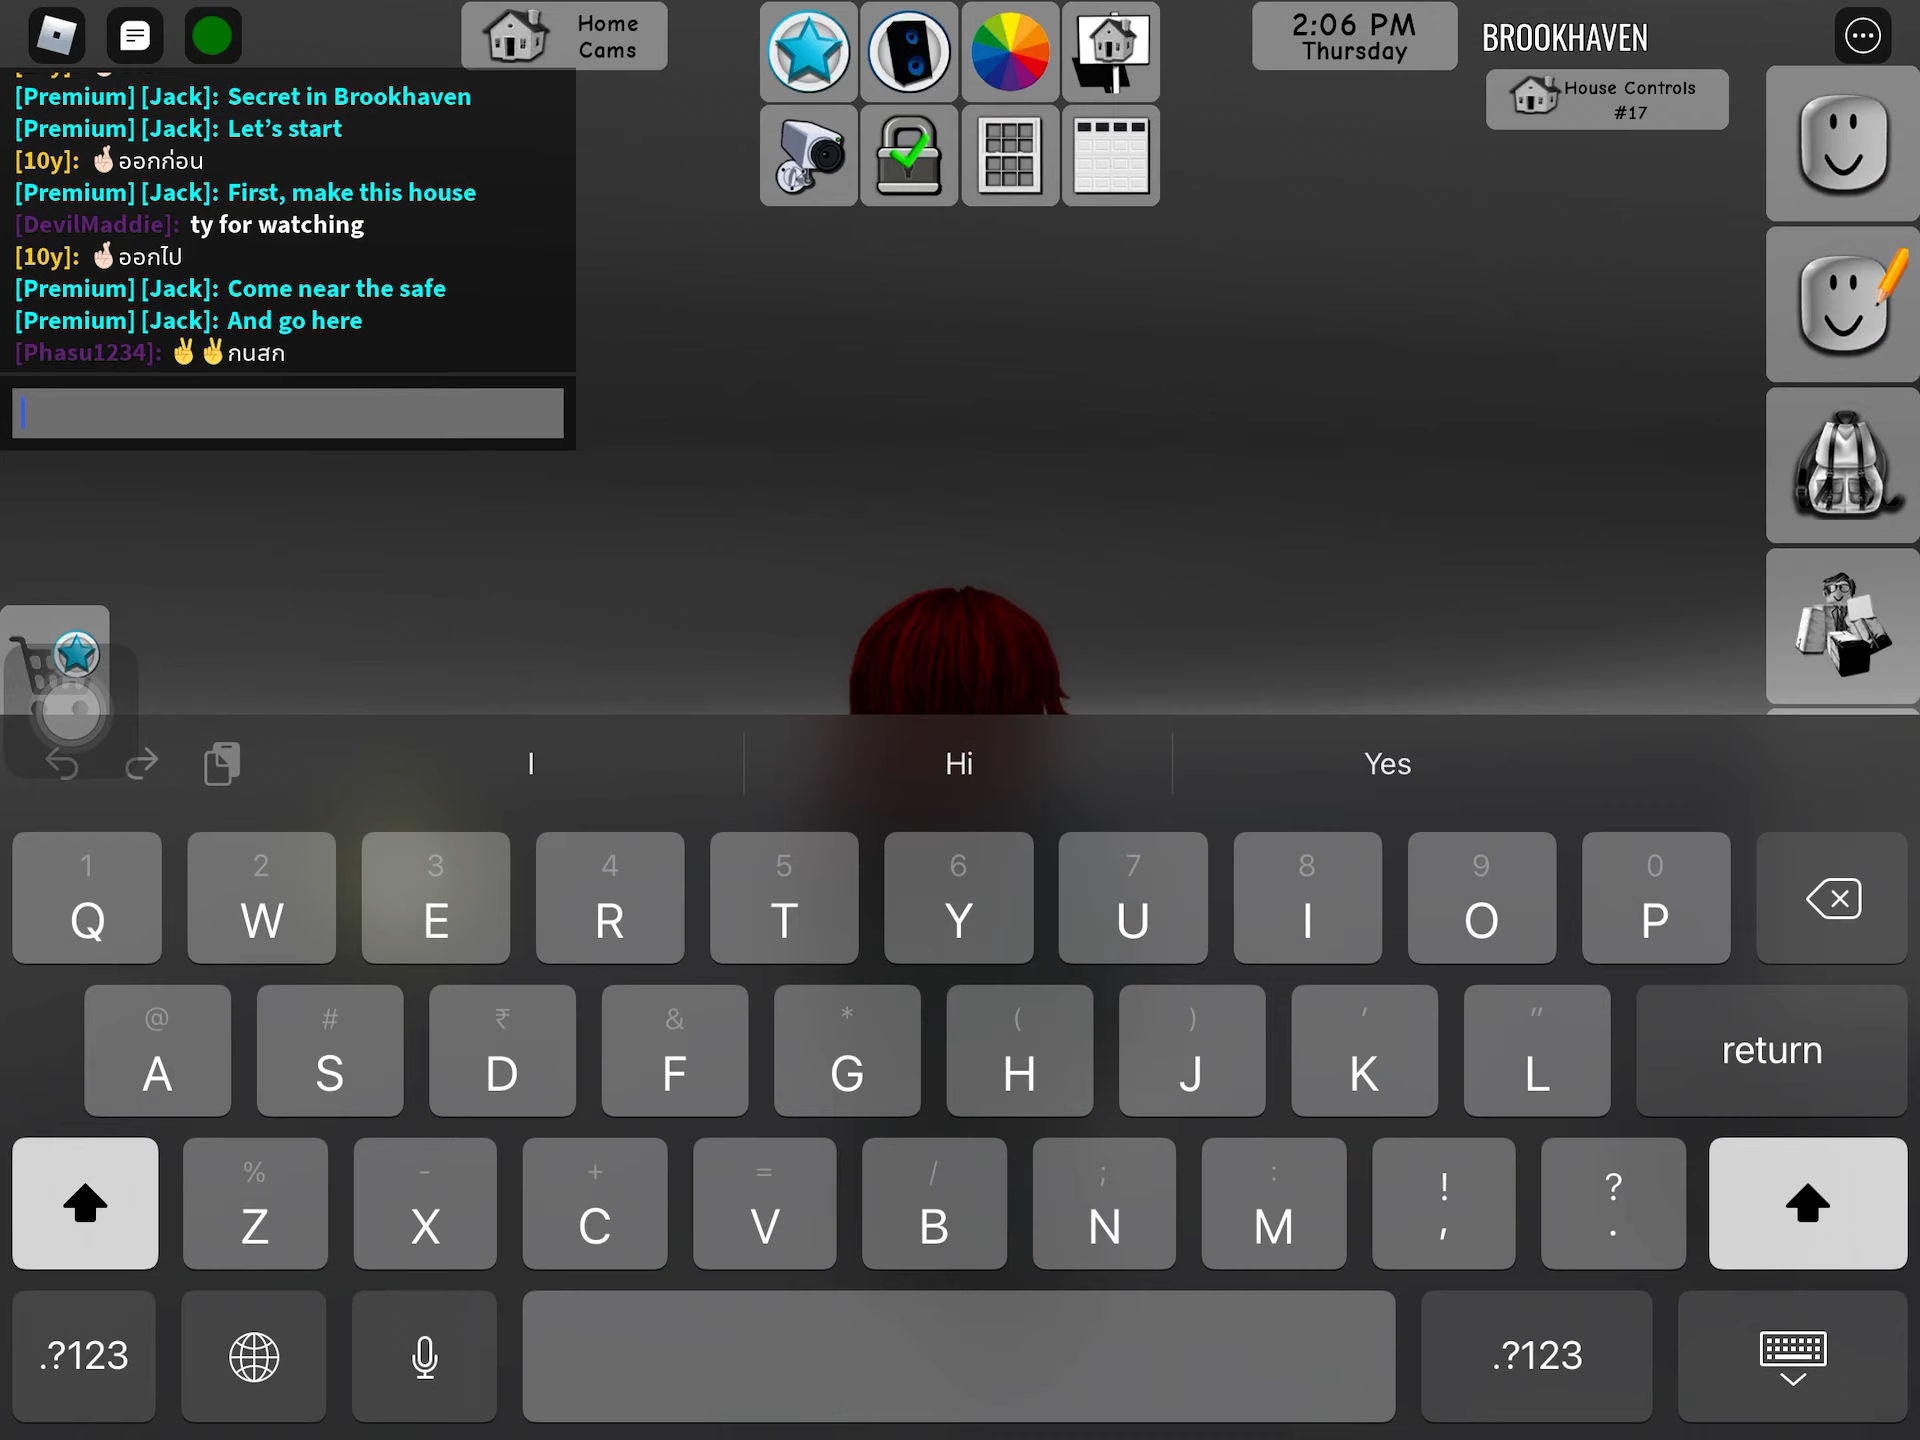 Home
Cams
2:06 PM
Thursday
BROOKHAVEN
House Controls
#17
[Premium] [Jack]: Secret in Brookhaven
[Premium] [Jack]: Let's start
[10y]: 🤞🏻ออกก่อน
[Premium] [Jack]: First, make this house
[DevilMaddie]: ty for watching
[10y]: 🤞🏻ออกไป
[Premium] [Jack]: Come near the safe
[Premium] [Jack]: And go here
[Phasu1234]: ✌️✌️กนสก
I Hi Yes
1 2 3 4 5 6 7 8 9 0
Q W E R T Y U I O P
@ # ₹ & * ( ) ' "
A S D F G H J K L return
% - + = / ; : ! ?
Z X C V B N M , .
.?123 .?123